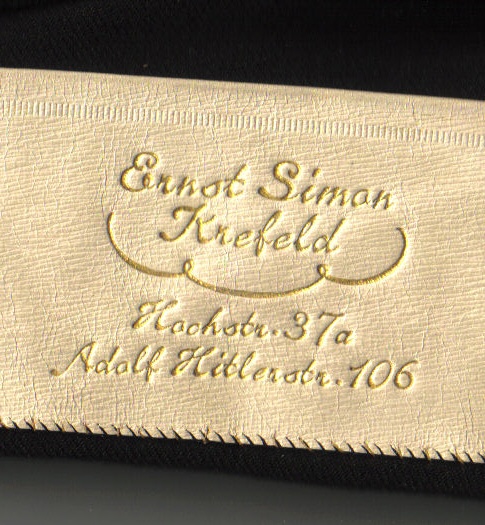 Ernst Simon
Krefeld
Hochstr. 37a
Adolf Hitlerstr. 106